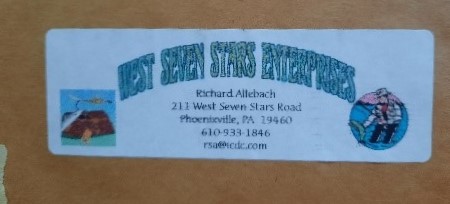 WEST SEVEN STARS ENTERPRISES
Richard Allebach
211 West Seven Stars Road
Phoenixville, PA 19460
610-933-1846
rsa@icdc.com